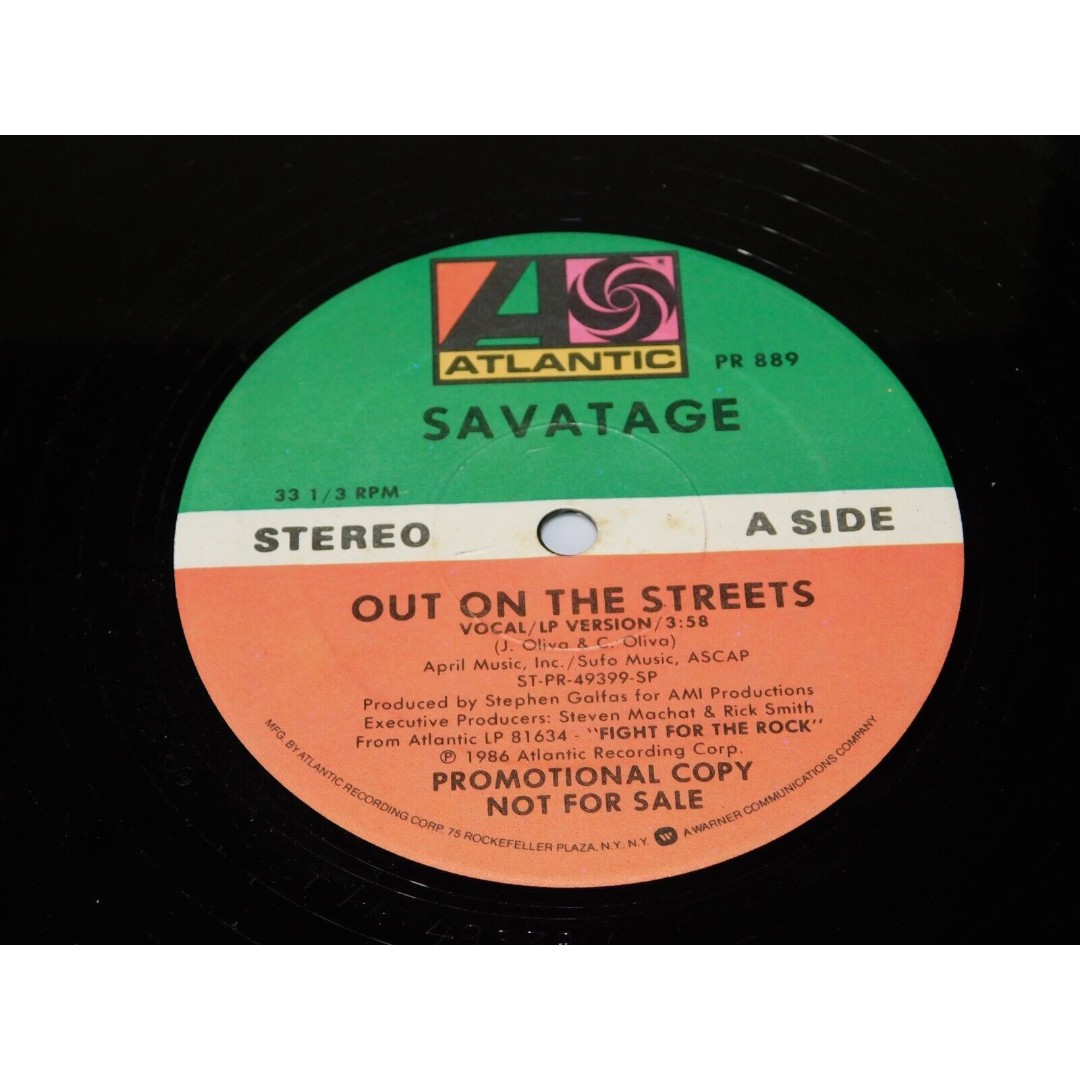 ATLANTIC
PR 889
SAVATAGE
33 1/3 RPM
STEREO
A SIDE
OUT ON THE STREETS
VOCAL/LP VERSION/3:58
(J. Oliva & C. Oliva)
April Music, Inc./Sufo Music, ASCAP
ST-PR-49399-SP
Produced by Stephen Galfas for AMI Productions
Executive Producers: Steven Machat & Rick Smith
From Atlantic LP 81634 - "FIGHT FOR THE ROCK"
℗ 1986 Atlantic Recording Corp.
PROMOTIONAL COPY
NOT FOR SALE
MFG. BY ATLANTIC RECORDING CORP. 75 ROCKEFELLER PLAZA, N.Y., N.Y. A WARNER COMMUNICATIONS COMPANY